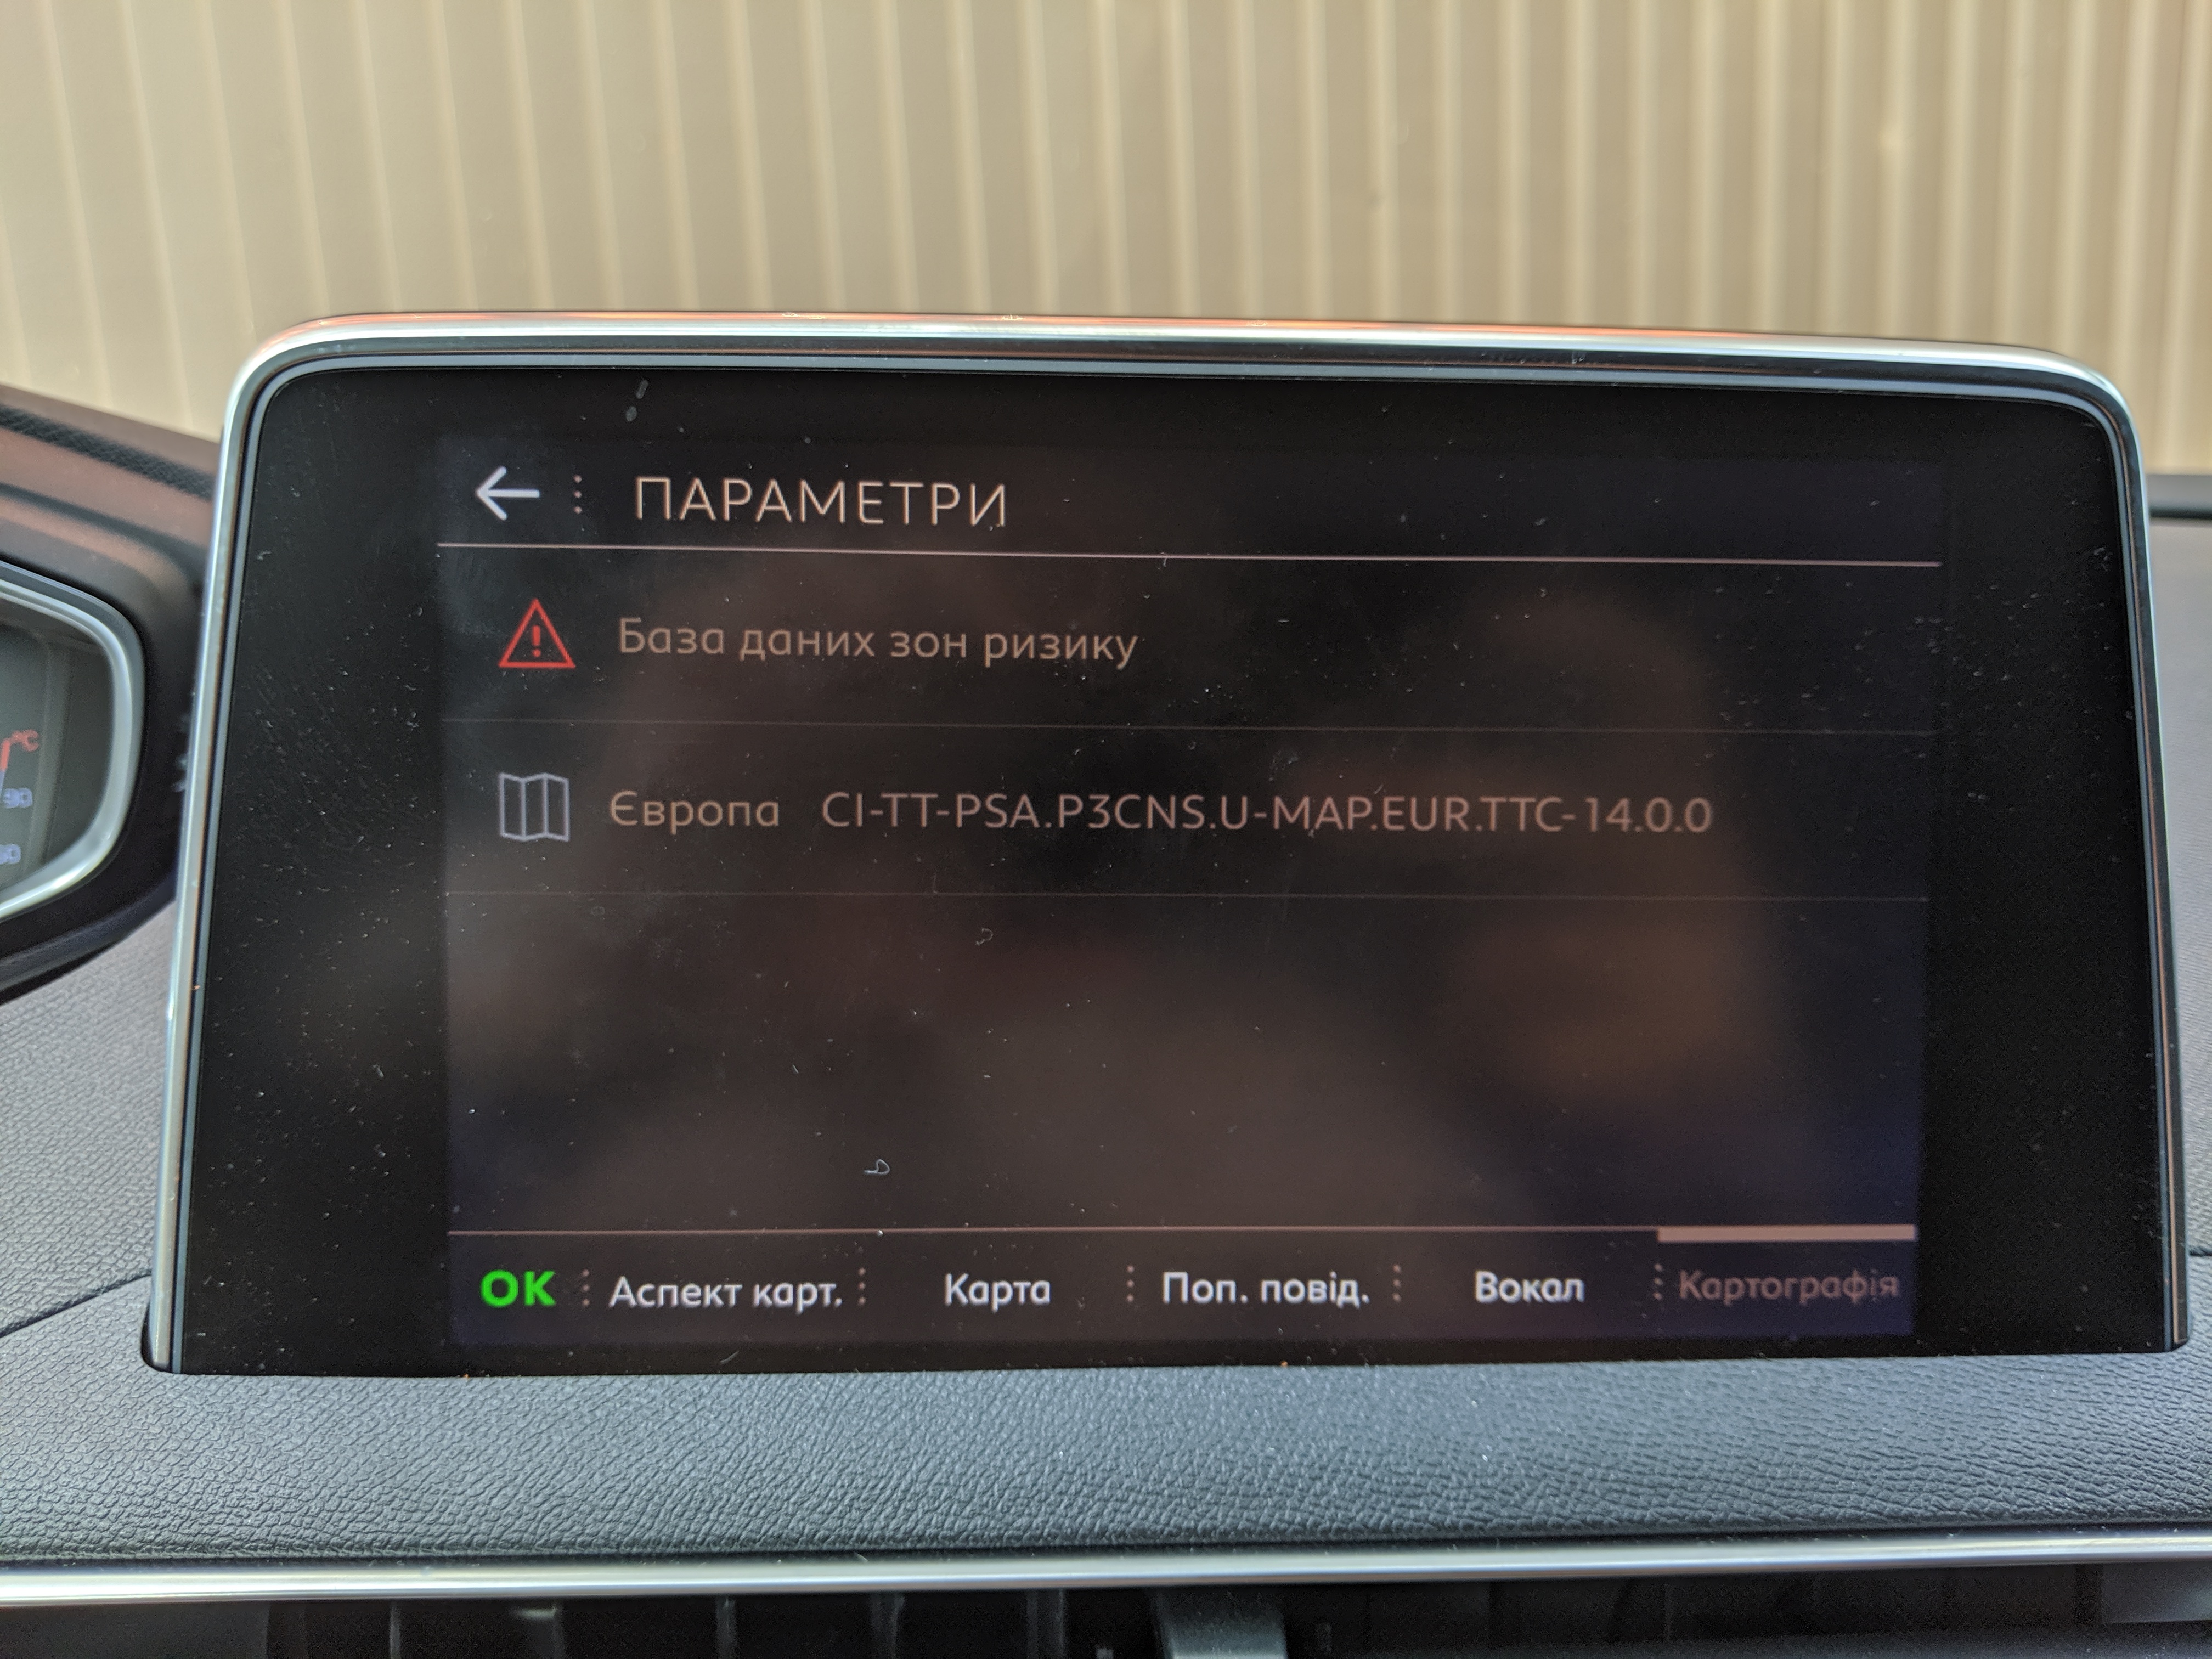 ПАРАМЕТРИ
База даних зон ризику
Європа CI-TT-PSA.P3CNS.U-MAP.EUR.TTC-14.0.0
OK Аспект карт. Карта Поп. повід. Вокал Картографія
°C
90